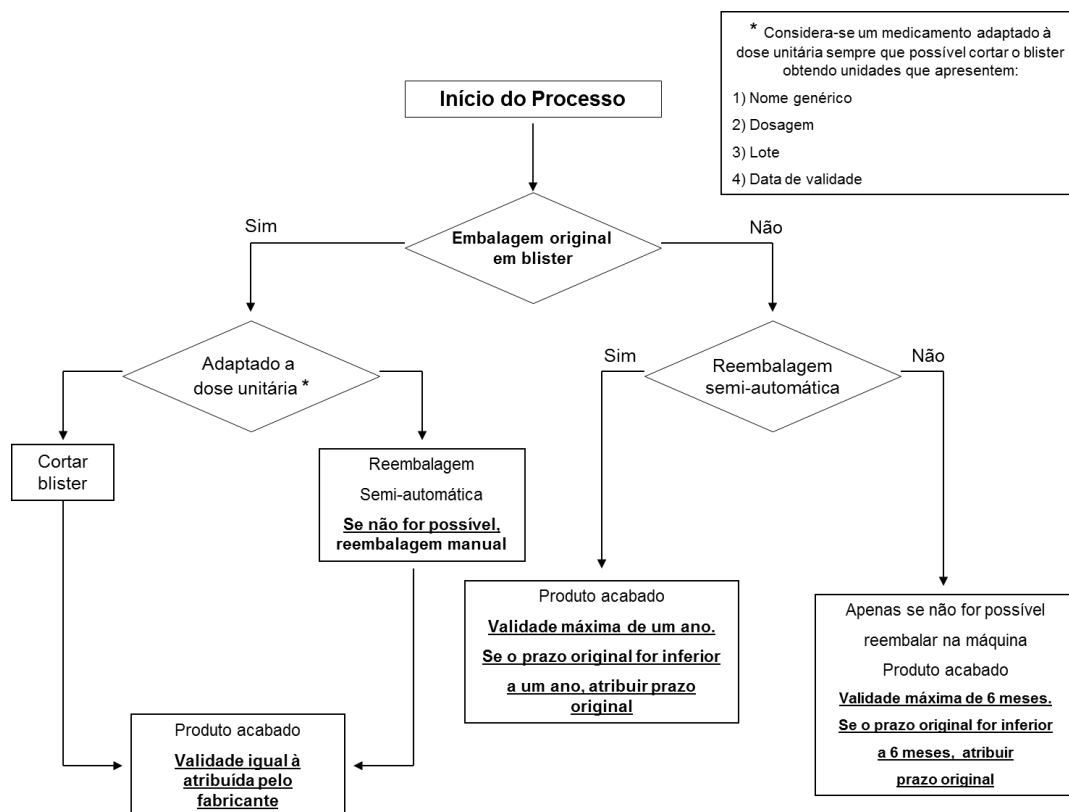 * Considera-se um medicamento adaptado à
dose unitária sempre que possível cortar o blister
obtendo unidades que apresentem:
1) Nome genérico
2) Dosagem
3) Lote
4) Data de validade
Início do Processo
Sim
Não
Embalagem original
em blister
Adaptado a
dose unitária *
Sim
Não
Reembalagem
semi-automática
Cortar
blister
Reembalagem
Semi-automática
Se não for possível,
reembalagem manual
Produto acabado
Validade máxima de um ano.
Se o prazo original for inferior
a um ano, atribuir prazo
original
Apenas se não for possível
reembalar na máquina
Produto acabado
Validade máxima de 6 meses.
Se o prazo original for inferior
a 6 meses, atribuir
prazo original
Produto acabado
Validade igual à
atribuída pelo
fabricante